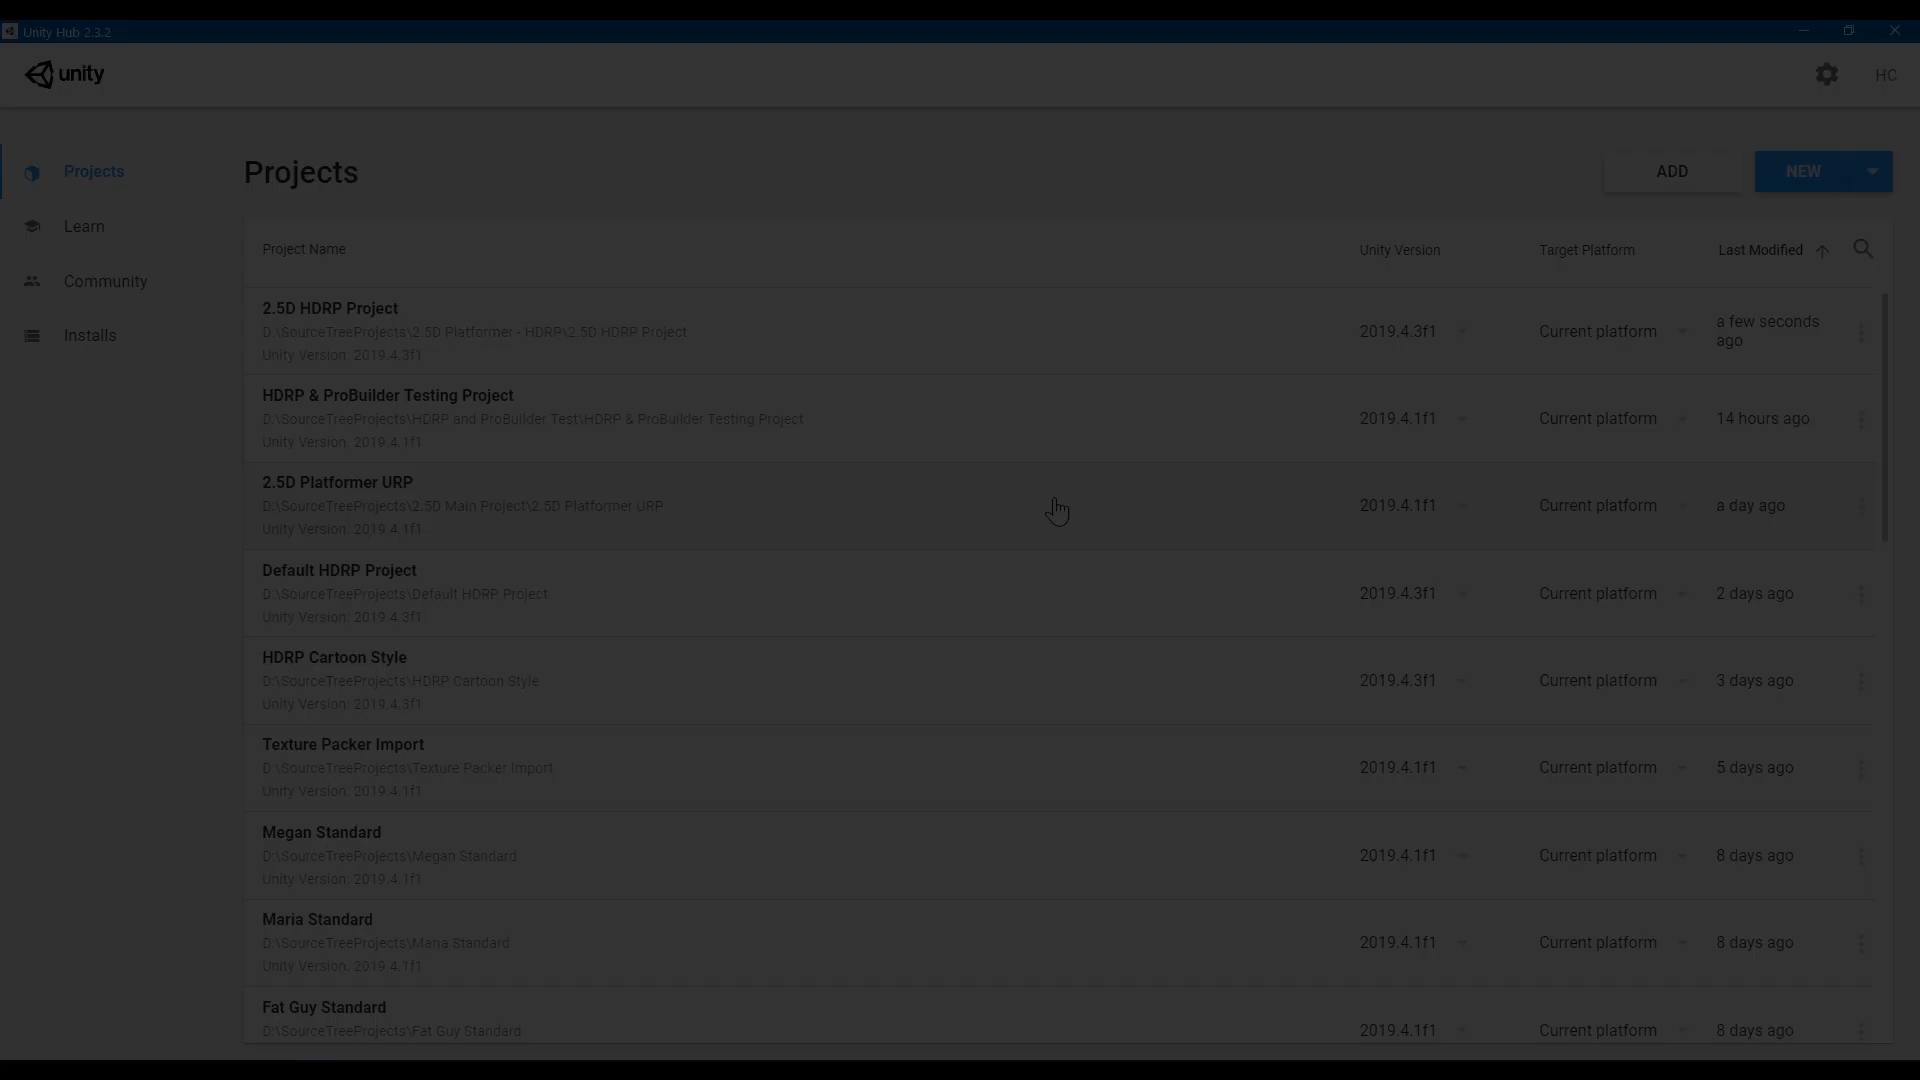 Unity Hub 2.3.2
unity
HC
Projects
Learn
Community
Installs
Projects
ADD
NEW
Project Name
Unity Version
Target Platform
Last Modified
2.5D HDRP Project
D:\SourceTreeProjects\2.5D Platformer - HDRP\2.5D HDRP Project
Unity Version: 2019.4.3f1
2019.4.3f1
Current platform
a few seconds
ago
HDRP & ProBuilder Testing Project
D:\SourceTreeProjects\HDRP and ProBuilder Test\HDRP & ProBuilder Testing Project
Unity Version: 2019.4.1f1
2019.4.1f1
Current platform
14 hours ago
2.5D Platformer URP
D:\SourceTreeProjects\2.5D Main Project\2.5D Platformer URP
Unity Version: 2019.4.1f1
2019.4.1f1
Current platform
a day ago
Default HDRP Project
D:\SourceTreeProjects\Default HDRP Project
Unity Version: 2019.4.3f1
2019.4.3f1
Current platform
2 days ago
HDRP Cartoon Style
D:\SourceTreeProjects\HDRP Cartoon Style
Unity Version: 2019.4.3f1
2019.4.3f1
Current platform
3 days ago
Texture Packer Import
D:\SourceTreeProjects\Texture Packer Import
Unity Version: 2019.4.1f1
2019.4.1f1
Current platform
5 days ago
Megan Standard
D:\SourceTreeProjects\Megan Standard
Unity Version: 2019.4.1f1
2019.4.1f1
Current platform
8 days ago
Maria Standard
D:\SourceTreeProjects\Maria Standard
Unity Version: 2019.4.1f1
2019.4.1f1
Current platform
8 days ago
Fat Guy Standard
D:\SourceTreeProjects\Fat Guy Standard
2019.4.1f1
Current platform
8 days ago